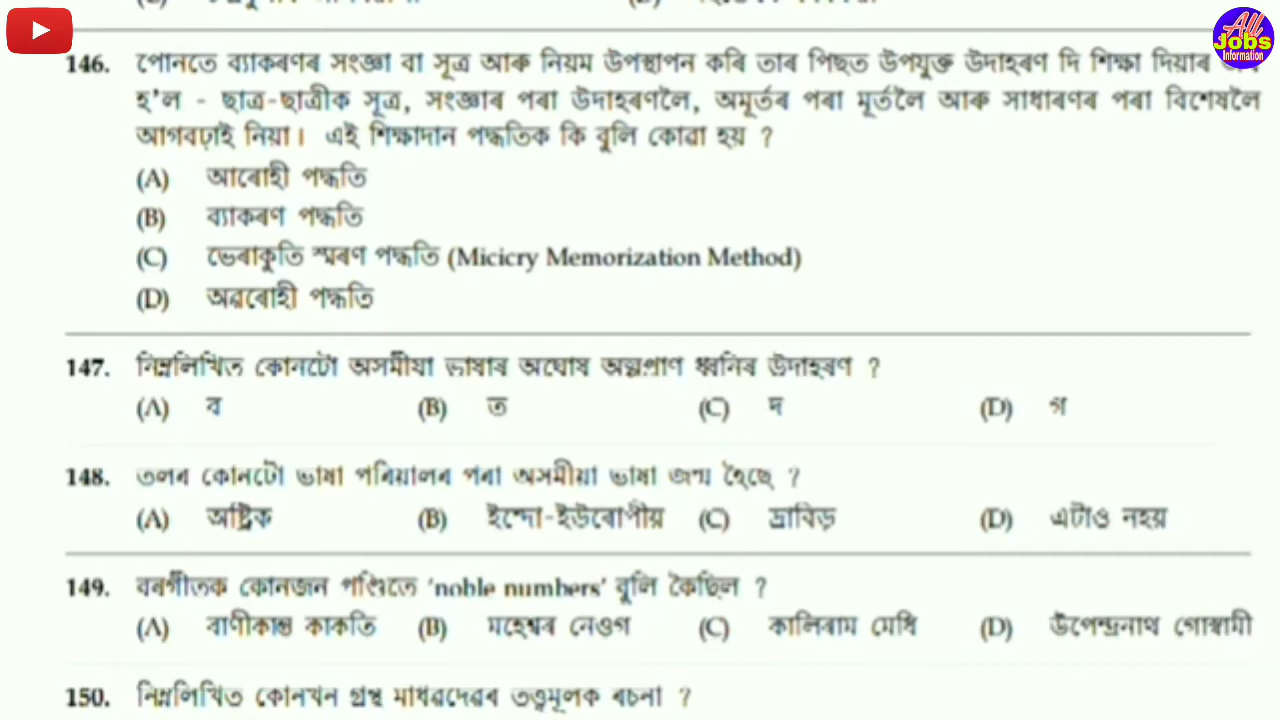 All
Jobs
Information
146. পোনতে ব্যাকৰণৰ সংজ্ঞা বা সূত্ৰ আৰু নিয়ম উপস্থাপন কৰি তাৰ পিছত উপযুক্ত উদাহৰণ দি শিক্ষা দিয়াৰ
হ'ল - ছাত্ৰ-ছাত্ৰীক সূত্ৰ, সংজ্ঞাৰ পৰা উদাহৰণলৈ, অমূৰ্তৰ পৰা মূৰ্তলৈ আৰু সাধাৰণৰ পৰা বিশেষলৈ
আগবঢ়াই নিয়া। এই শিক্ষাদান পদ্ধতিক কি বুলি কোৱা হয় ?
(A) আৰোহী পদ্ধতি
(B) ব্যাকৰণ পদ্ধতি
(C) ভেৰাকুতি স্মৰণ পদ্ধতি (Micicry Memorization Method)
(D) অৱৰোহী পদ্ধতি
147. নিম্নলিখিত কোনটো অসমীয়া ভাষাৰ অঘোষ অল্পপ্ৰাণ ধ্বনিৰ উদাহৰণ ?
(A) ব (B) ত (C) দ (D) গ
148. তলৰ কোনটো ভাষা পৰিয়ালৰ পৰা অসমীয়া ভাষা জন্ম হৈছে ?
(A) অষ্ট্ৰিক (B) ইন্দো-ইউৰোপীয় (C) দ্ৰাবিড় (D) এটাও নহয়
149. বৰগীতক কোনজন পণ্ডিতে 'noble numbers' বুলি কৈছিল ?
(A) বাণীকান্ত কাকতি (B) মহেশ্বৰ নেওগ (C) কালিৰাম মেধি (D) উপেন্দ্ৰনাথ গোস্বামী
150. নিম্নলিখিত কোনখন গ্ৰন্থ মাধৱদেৱৰ তত্ত্বমূলক ৰচনা ?